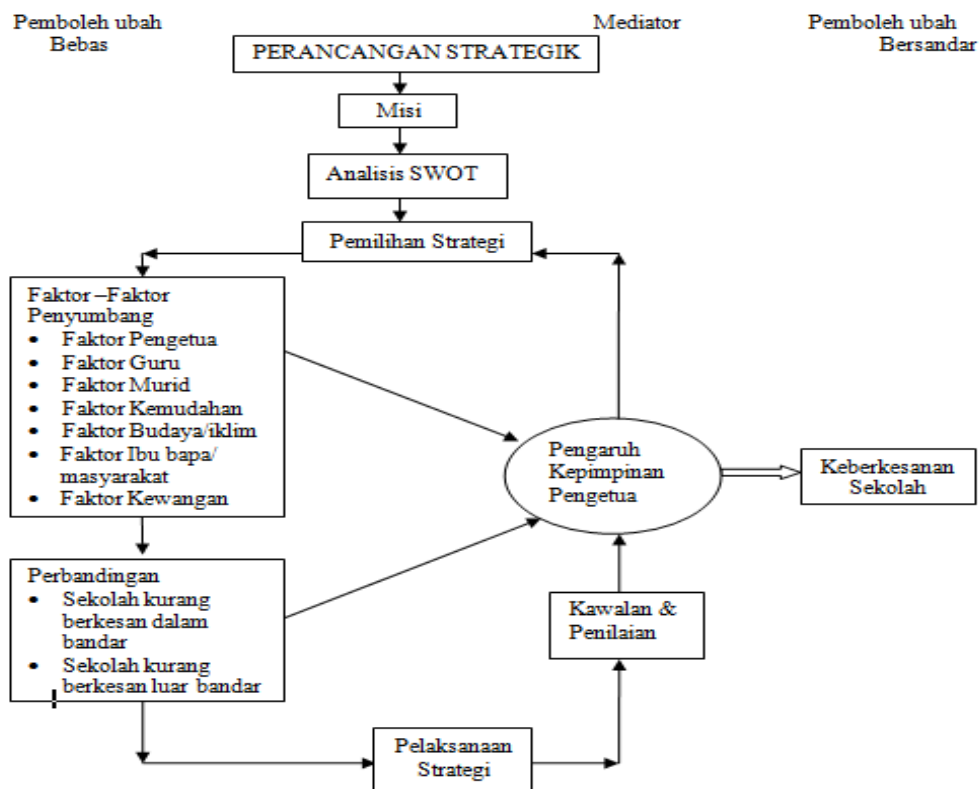 Pemboleh ubah
Bebas
Mediator
Pemboleh ubah
Bersandar
PERANCANGAN STRATEGIK
Misi
Analisis SWOT
Pemilihan Strategi
Faktor –Faktor
Penyumbang
• Faktor Pengetua
• Faktor Guru
• Faktor Murid
• Faktor Kemudahan
• Faktor Budaya/iklim
• Faktor Ibu bapa/
masyarakat
• Faktor Kewangan
Pengaruh
Kepimpinan
Pengetua
Keberkesanan
Sekolah
Perbandingan
• Sekolah kurang
berkesan dalam
bandar
• Sekolah kurang
berkesan luar bandar
Kawalan &
Penilaian
Pelaksanaan
Strategi